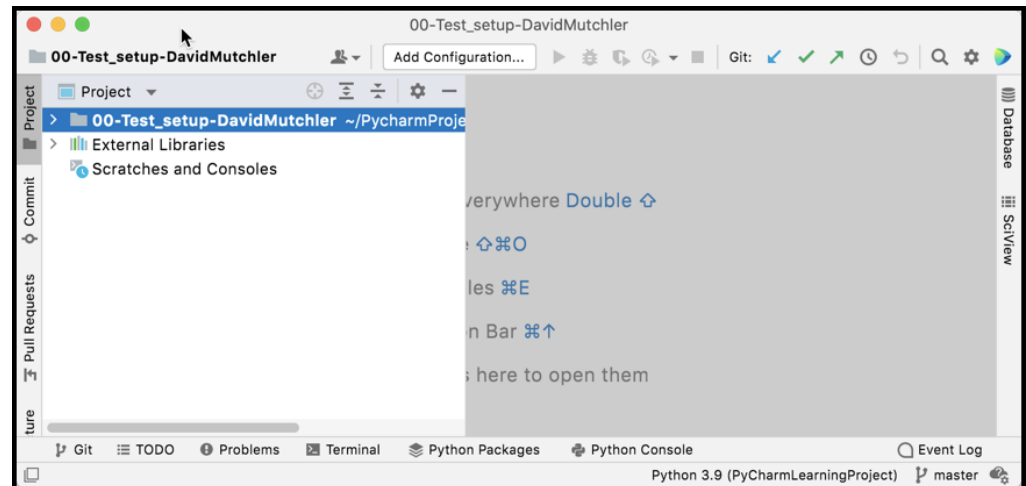 00-Test_setup-DavidMutchler
00-Test_setup-DavidMutchler Add Configuration... Git:
Project
Project
00-Test_setup-DavidMutchler ~/PycharmProje
External Libraries
Scratches and Consoles
Commit
Pull Requests
ture
verywhere Double ⇧
⇧⌘O
les ⌘E
n Bar ⌘↑
s here to open them
Database
SciView
Git TODO Problems Terminal Python Packages Python Console Event Log
Python 3.9 (PyCharmLearningProject) master